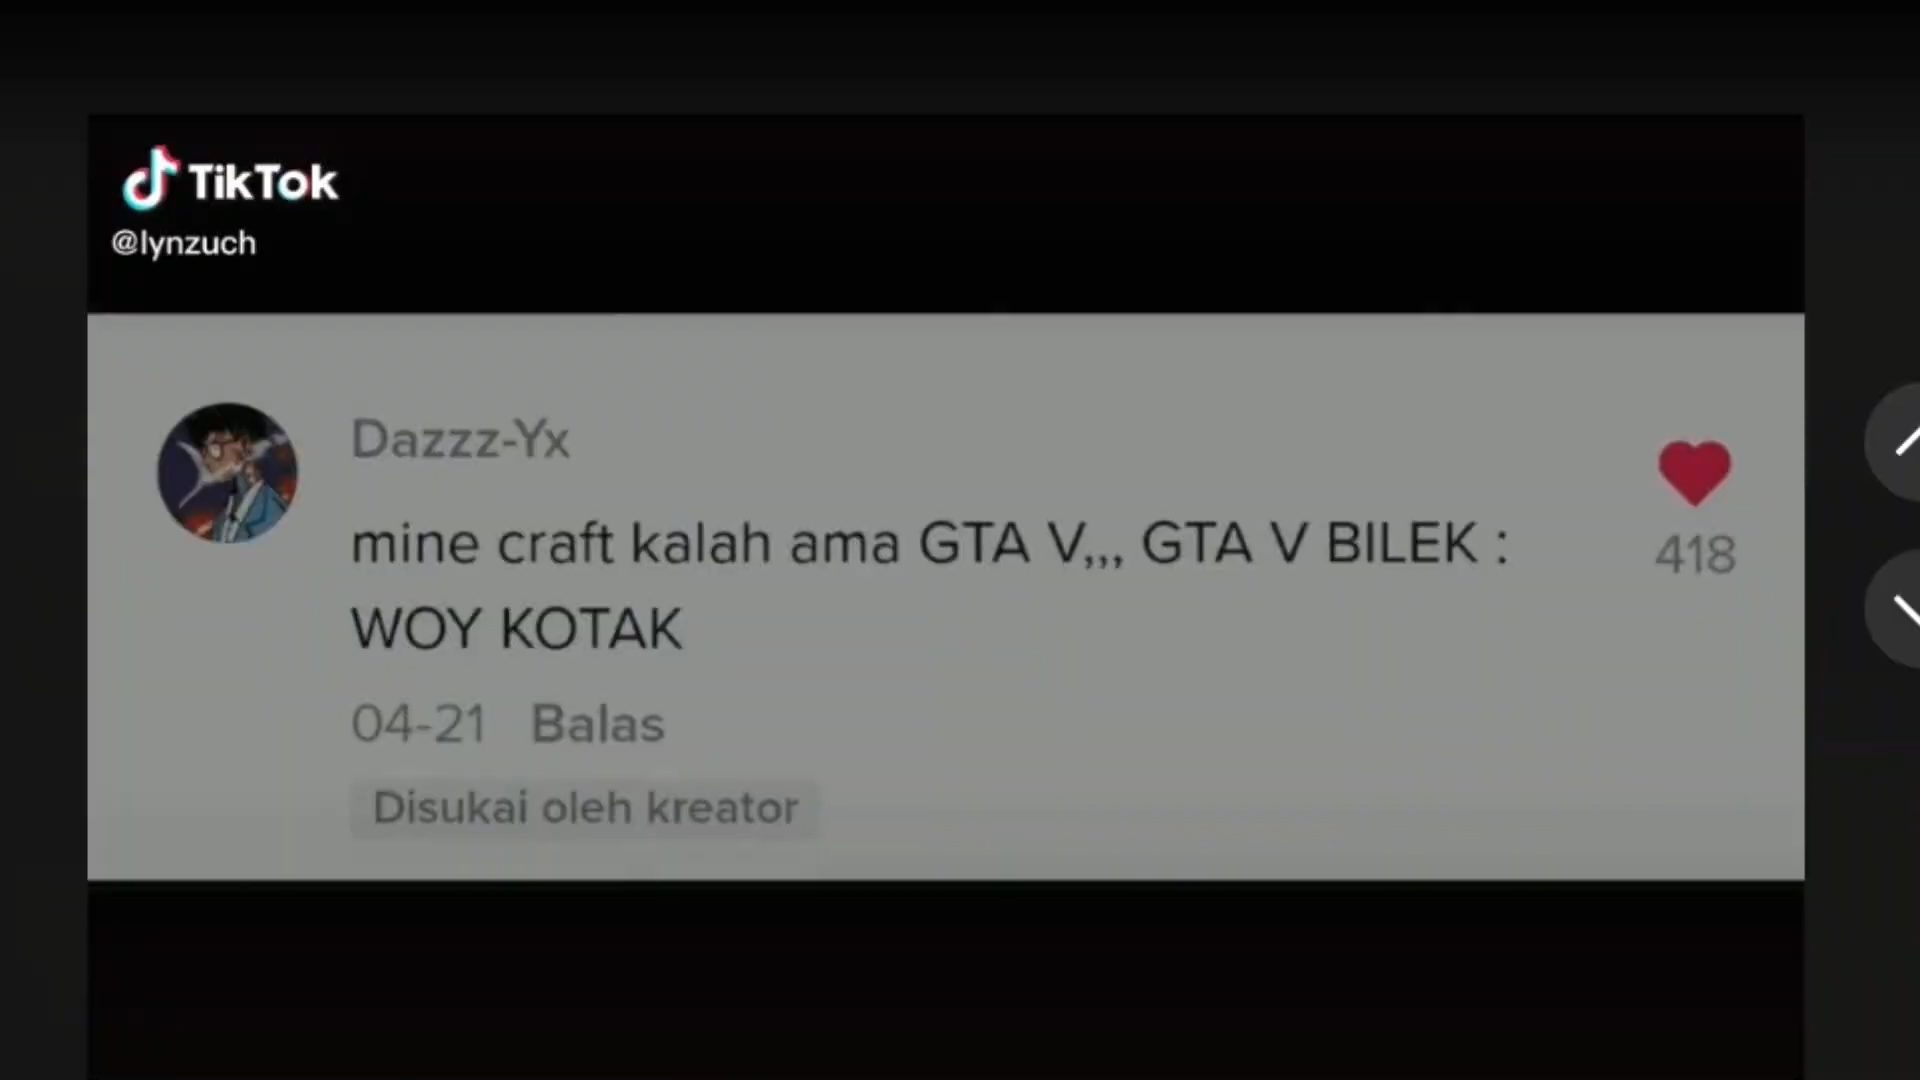 TikTok
@lynzuch
Dazzz-Yx
mine craft kalah ama GTA V,,, GTA V BILEK :
WOY KOTAK
418
04-21 Balas
Disukai oleh kreator